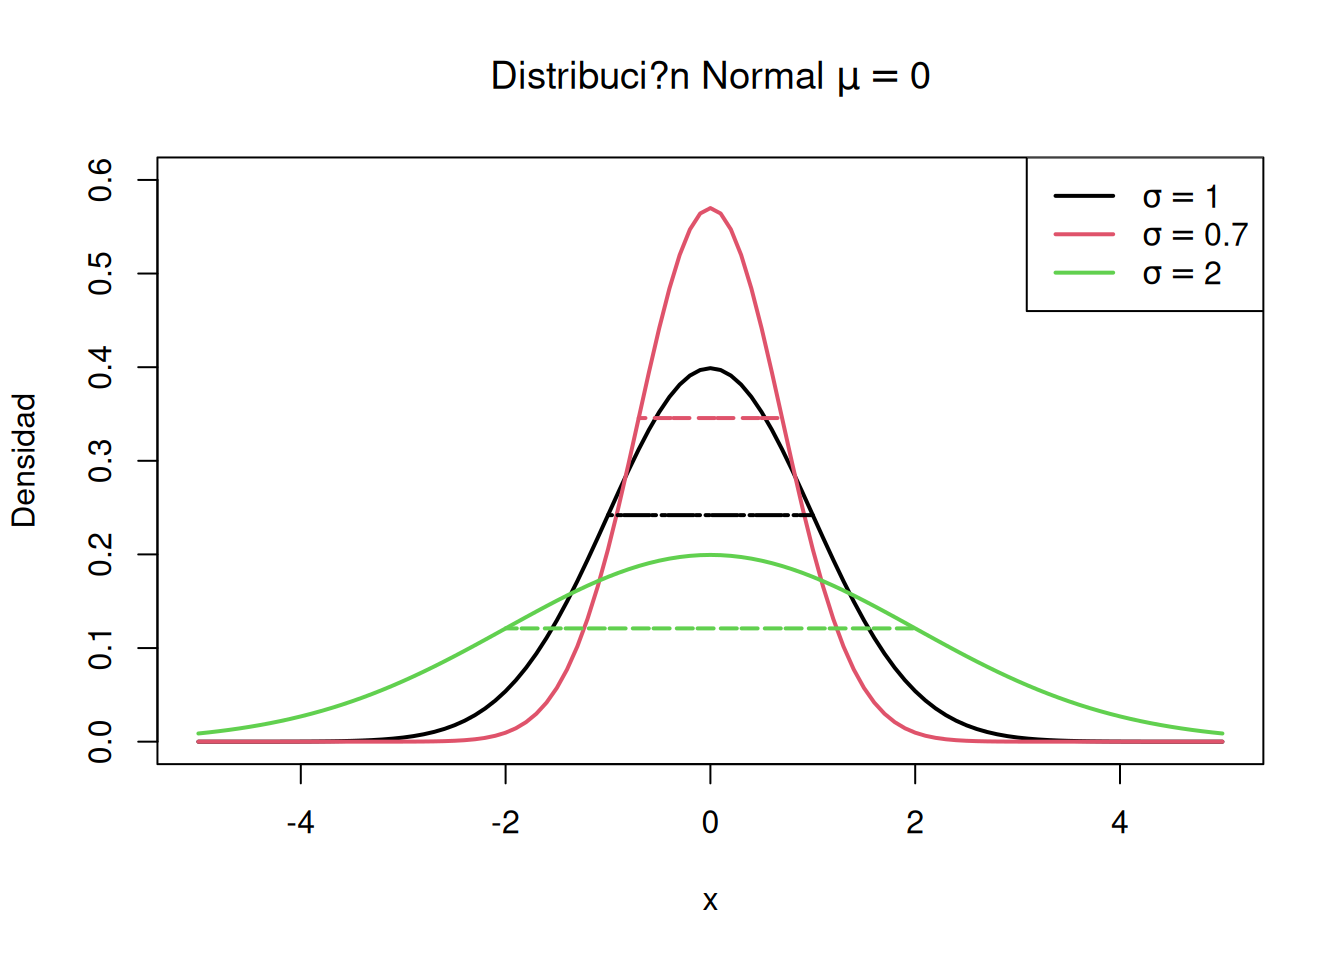 Distribuci?n Normal μ = 0
σ = 1
σ = 0.7
σ = 2
Densidad
0.6
0.5
0.4
0.3
0.2
0.1
0.0
-4
-2
0
2
4
x